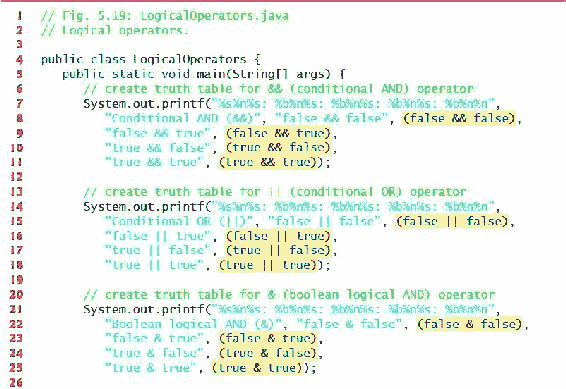 1 // Fig. 5.19: LogicalOperators.java
2 // Logical operators.
3
4 public class LogicalOperators {
5 public static void main(String[] args) {
6 // create truth table for && (conditional AND) operator
7 System.out.printf("%s%n%s: %b%n%s: %b%n%s: %b%n%s: %b%n%n",
8 "Conditional AND (&&)", "false && false", (false && false),
9 "false && true", (false && true),
10 "true && false", (true && false),
11 "true && true", (true && true));
12
13 // create truth table for || (conditional OR) operator
14 System.out.printf("%s%n%s: %b%n%s: %b%n%s: %b%n%s: %b%n%n",
15 "Conditional OR (||)", "false || false", (false || false),
16 "false || true", (false || true),
17 "true || false", (true || false),
18 "true || true", (true || true));
19
20 // create truth table for & (boolean logical AND) operator
21 System.out.printf("%s%n%s: %b%n%s: %b%n%s: %b%n%s: %b%n%n",
22 "Boolean logical AND (&)", "false & false", (false & false),
23 "false & true", (false & true),
24 "true & false", (true & false),
25 "true & true", (true & true));
26